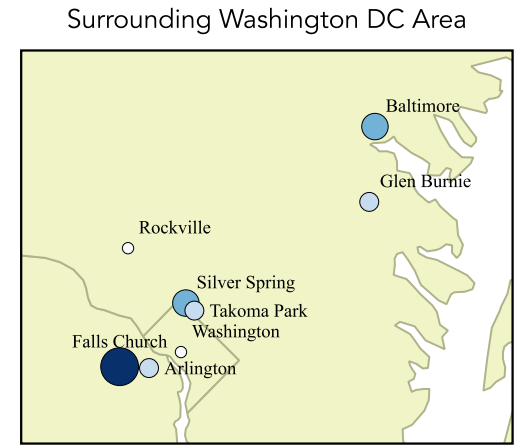 Surrounding Washington DC Area
Baltimore
Glen Burnie
Rockville
Silver Spring
Takoma Park
Washington
Falls Church
Arlington